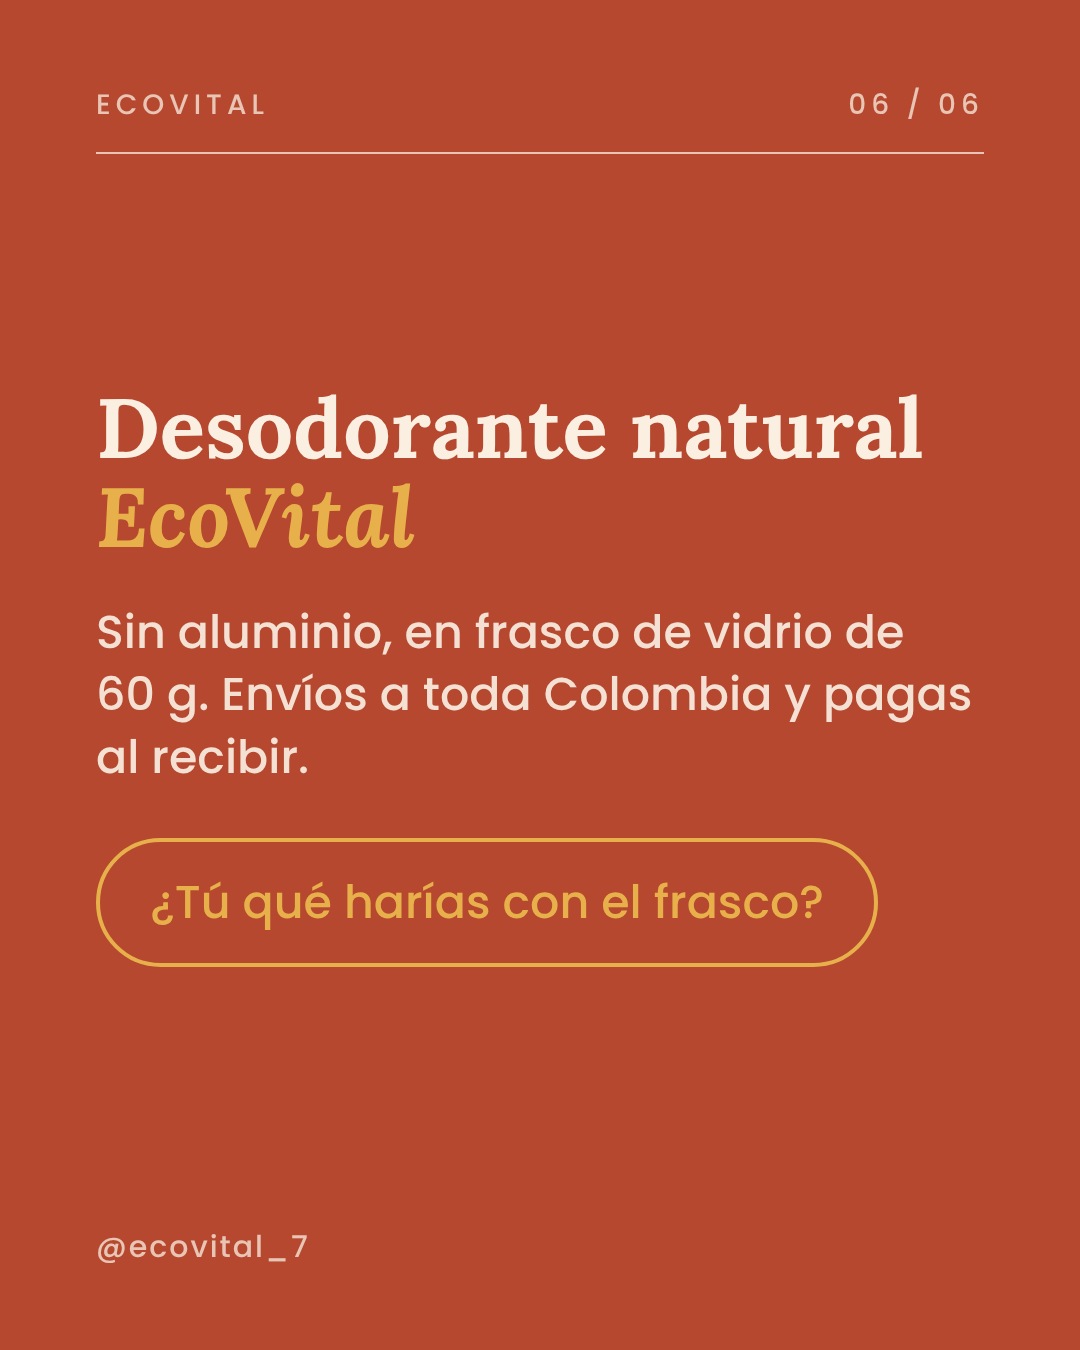 ECOVITAL
06 / 06
Desodorante natural
EcoVital
Sin aluminio, en frasco de vidrio de
60 g. Envíos a toda Colombia y pagas
al recibir.
¿Tú qué harías con el frasco?
@ecovital_7